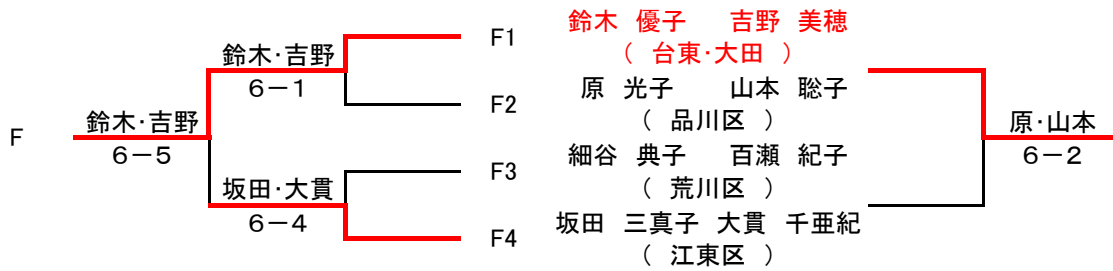 F1 鈴木 優子 吉野 美穂
鈴木・吉野 ( 台東・大田 )
6-1 F2 原 光子 山本 聡子
F 鈴木・吉野 ( 品川区 ) 原・山本
6-5 F3 細谷 典子 百瀬 紀子 6-2
坂田・大貫 ( 荒川区 )
6-4 F4 坂田 三真子 大貫 千亜紀
( 江東区 )